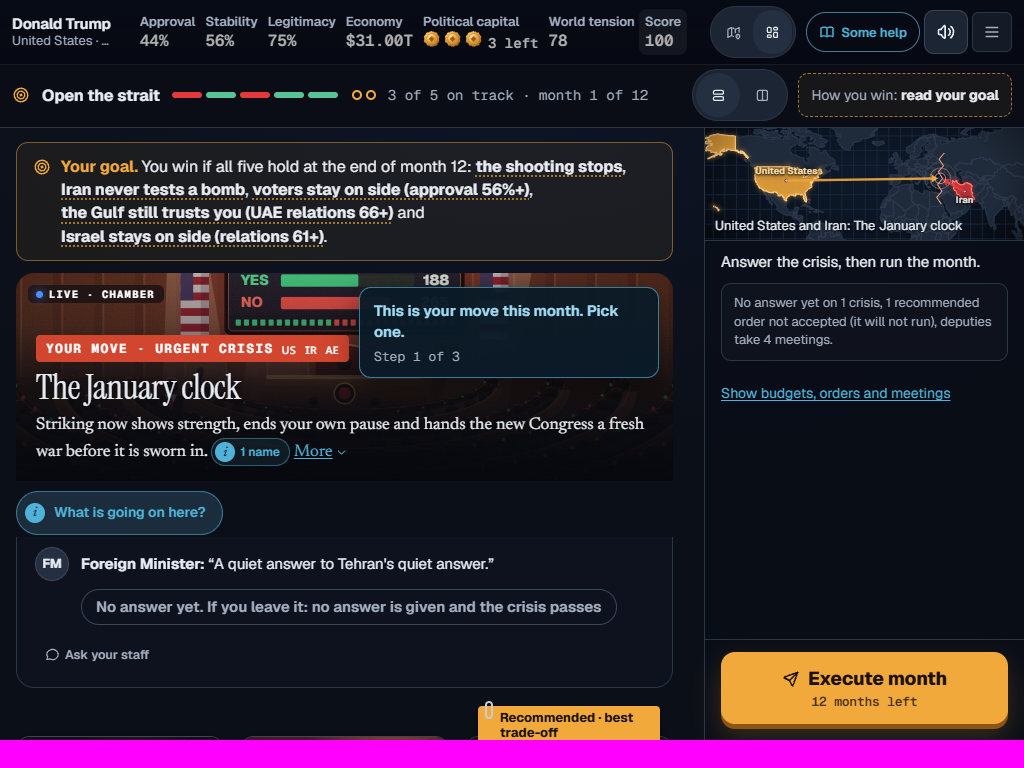 Donald Trump
United States · …
Approval
44%
Stability
56%
Legitimacy
75%
Economy
$31.00T
Political capital
3 left
World tension
78
Score
100
Some help
Open the strait
3 of 5 on track · month 1 of 12
How you win: read your goal
Your goal. You win if all five hold at the end of month 12: the shooting stops,
Iran never tests a bomb, voters stay on side (approval 56%+),
the Gulf still trusts you (UAE relations 66+) and
Israel stays on side (relations 61+).
United States
Iran
United States and Iran: The January clock
Answer the crisis, then run the month.
No answer yet on 1 crisis, 1 recommended
order not accepted (it will not run), deputies
take 4 meetings.
Show budgets, orders and meetings
YES
188
NO
LIVE · CHAMBER
This is your move this month. Pick
one.
Step 1 of 3
YOUR MOVE · URGENT CRISIS US IR AE
The January clock
Striking now shows strength, ends your own pause and hands the new Congress a fresh
war before it is sworn in. i 1 name More
i What is going on here?
FM Foreign Minister: “A quiet answer to Tehran's quiet answer.”
No answer yet. If you leave it: no answer is given and the crisis passes
Ask your staff
Recommended · best
trade-off
Execute month
12 months left